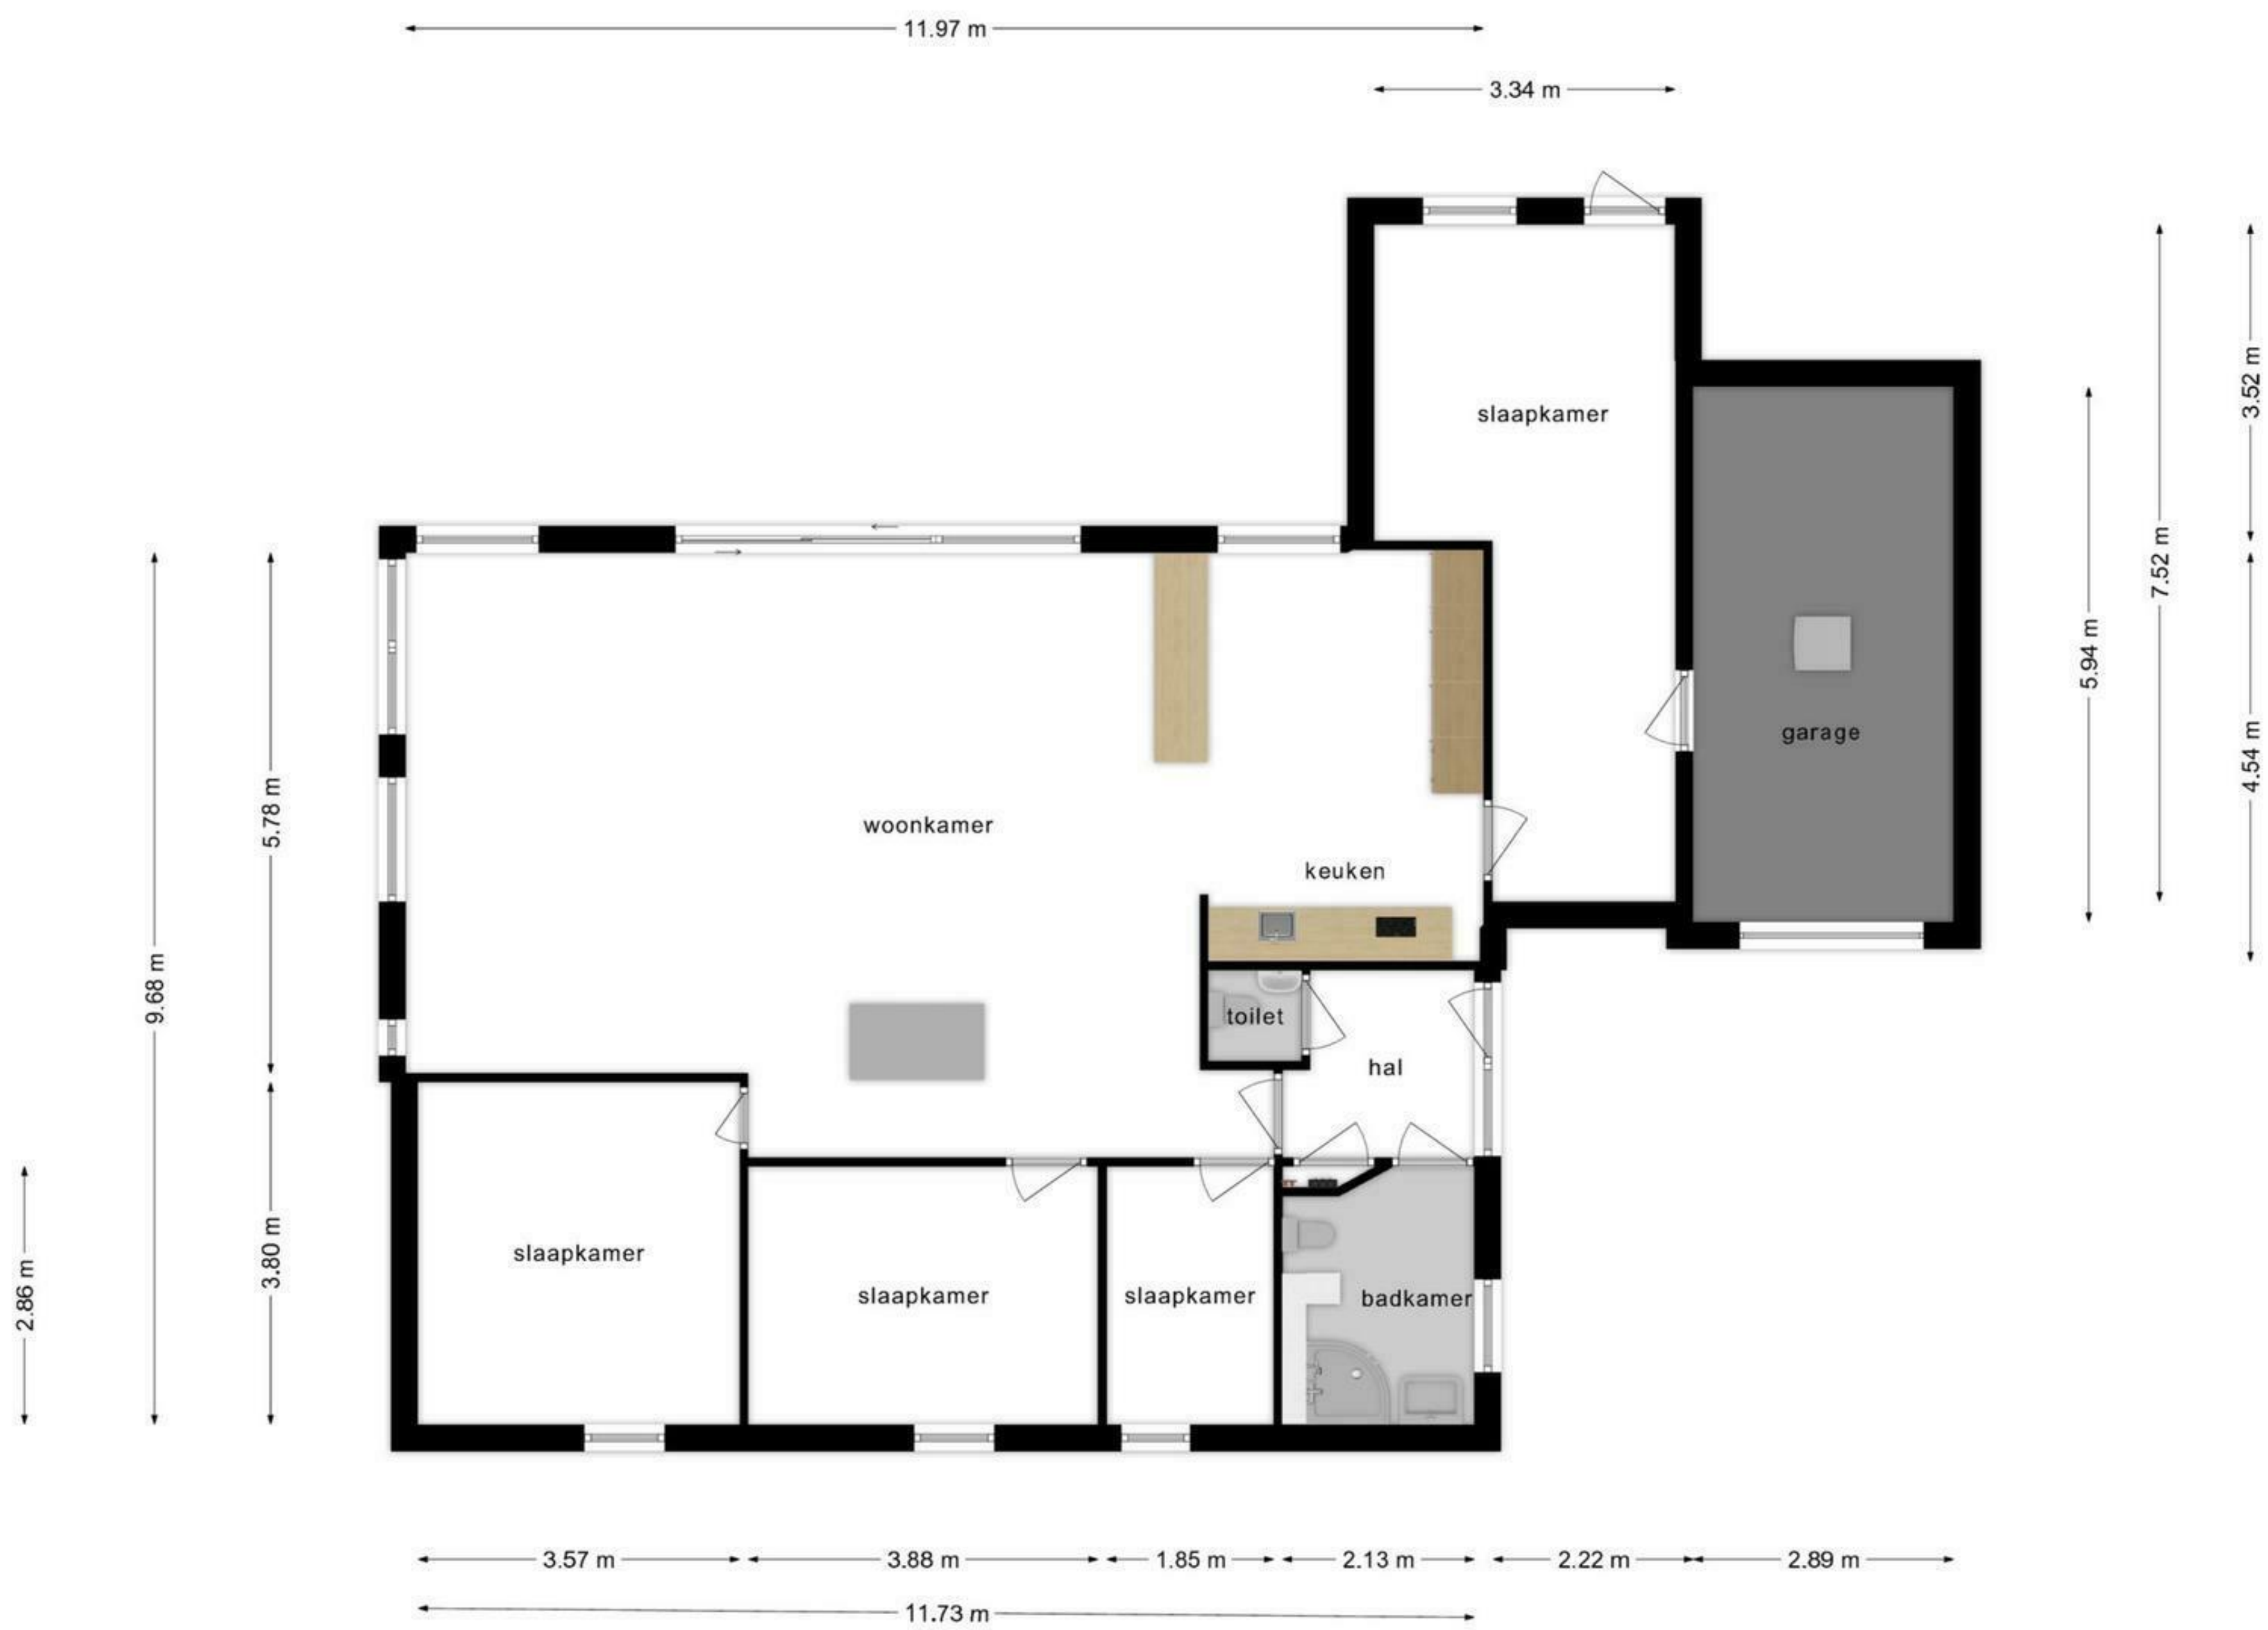 11.97 m
3.34 m
slaapkamer
3.52 m
7.52 m
5.94 m
4.54 m
garage
5.78 m
9.68 m
woonkamer
keuken
toilet
hal
3.80 m
2.86 m
slaapkamer
slaapkamer
slaapkamer
badkamer
3.57 m
3.88 m
1.85 m
2.13 m
2.22 m
2.89 m
11.73 m